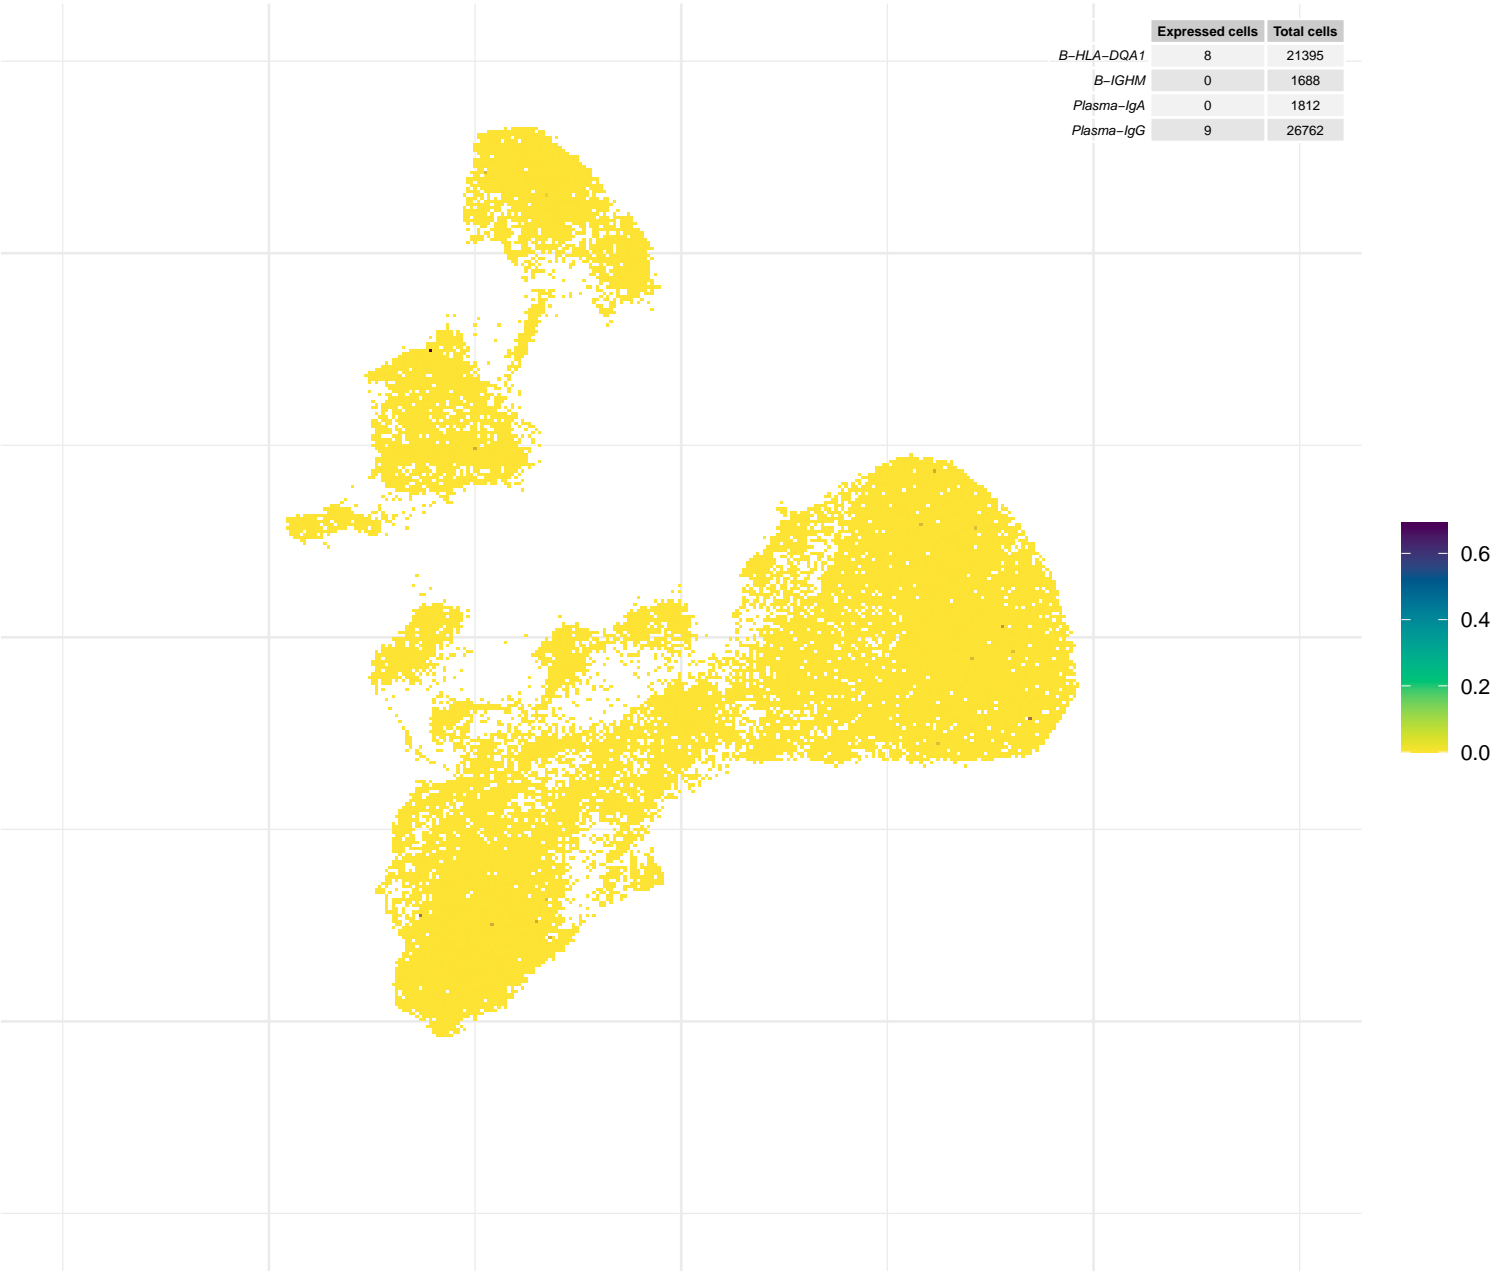 Expressed cells Total cells
B−HLA−DQA1 8 21395
B−IGHM 0 1688
Plasma−IgA 0 1812
Plasma−IgG 9 26762
0.6
0.4
0.2
0.0